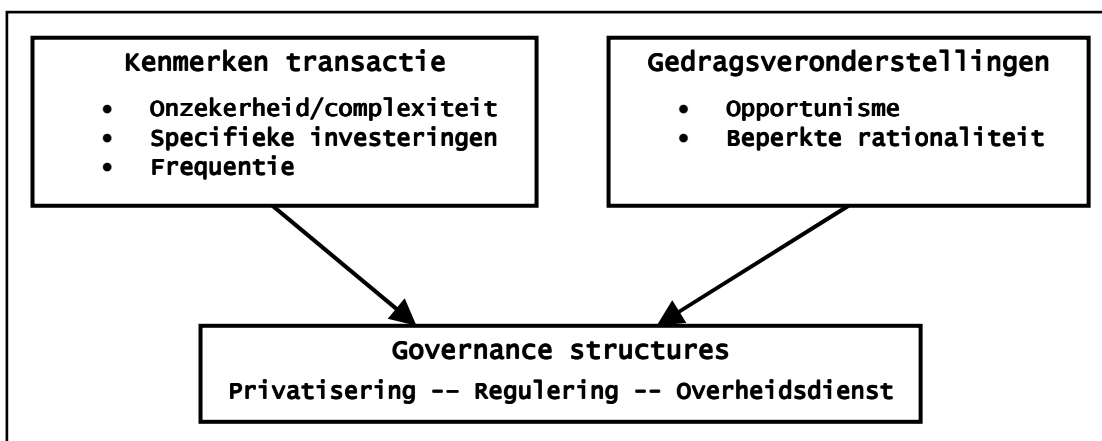 Kenmerken transactie
• Onzekerheid/complexiteit
• Specifieke investeringen
• Frequentie
Gedragsveronderstellingen
• Opportunisme
• Beperkte rationaliteit
Governance structures
Privatisering -- Regulering -- Overheidsdienst